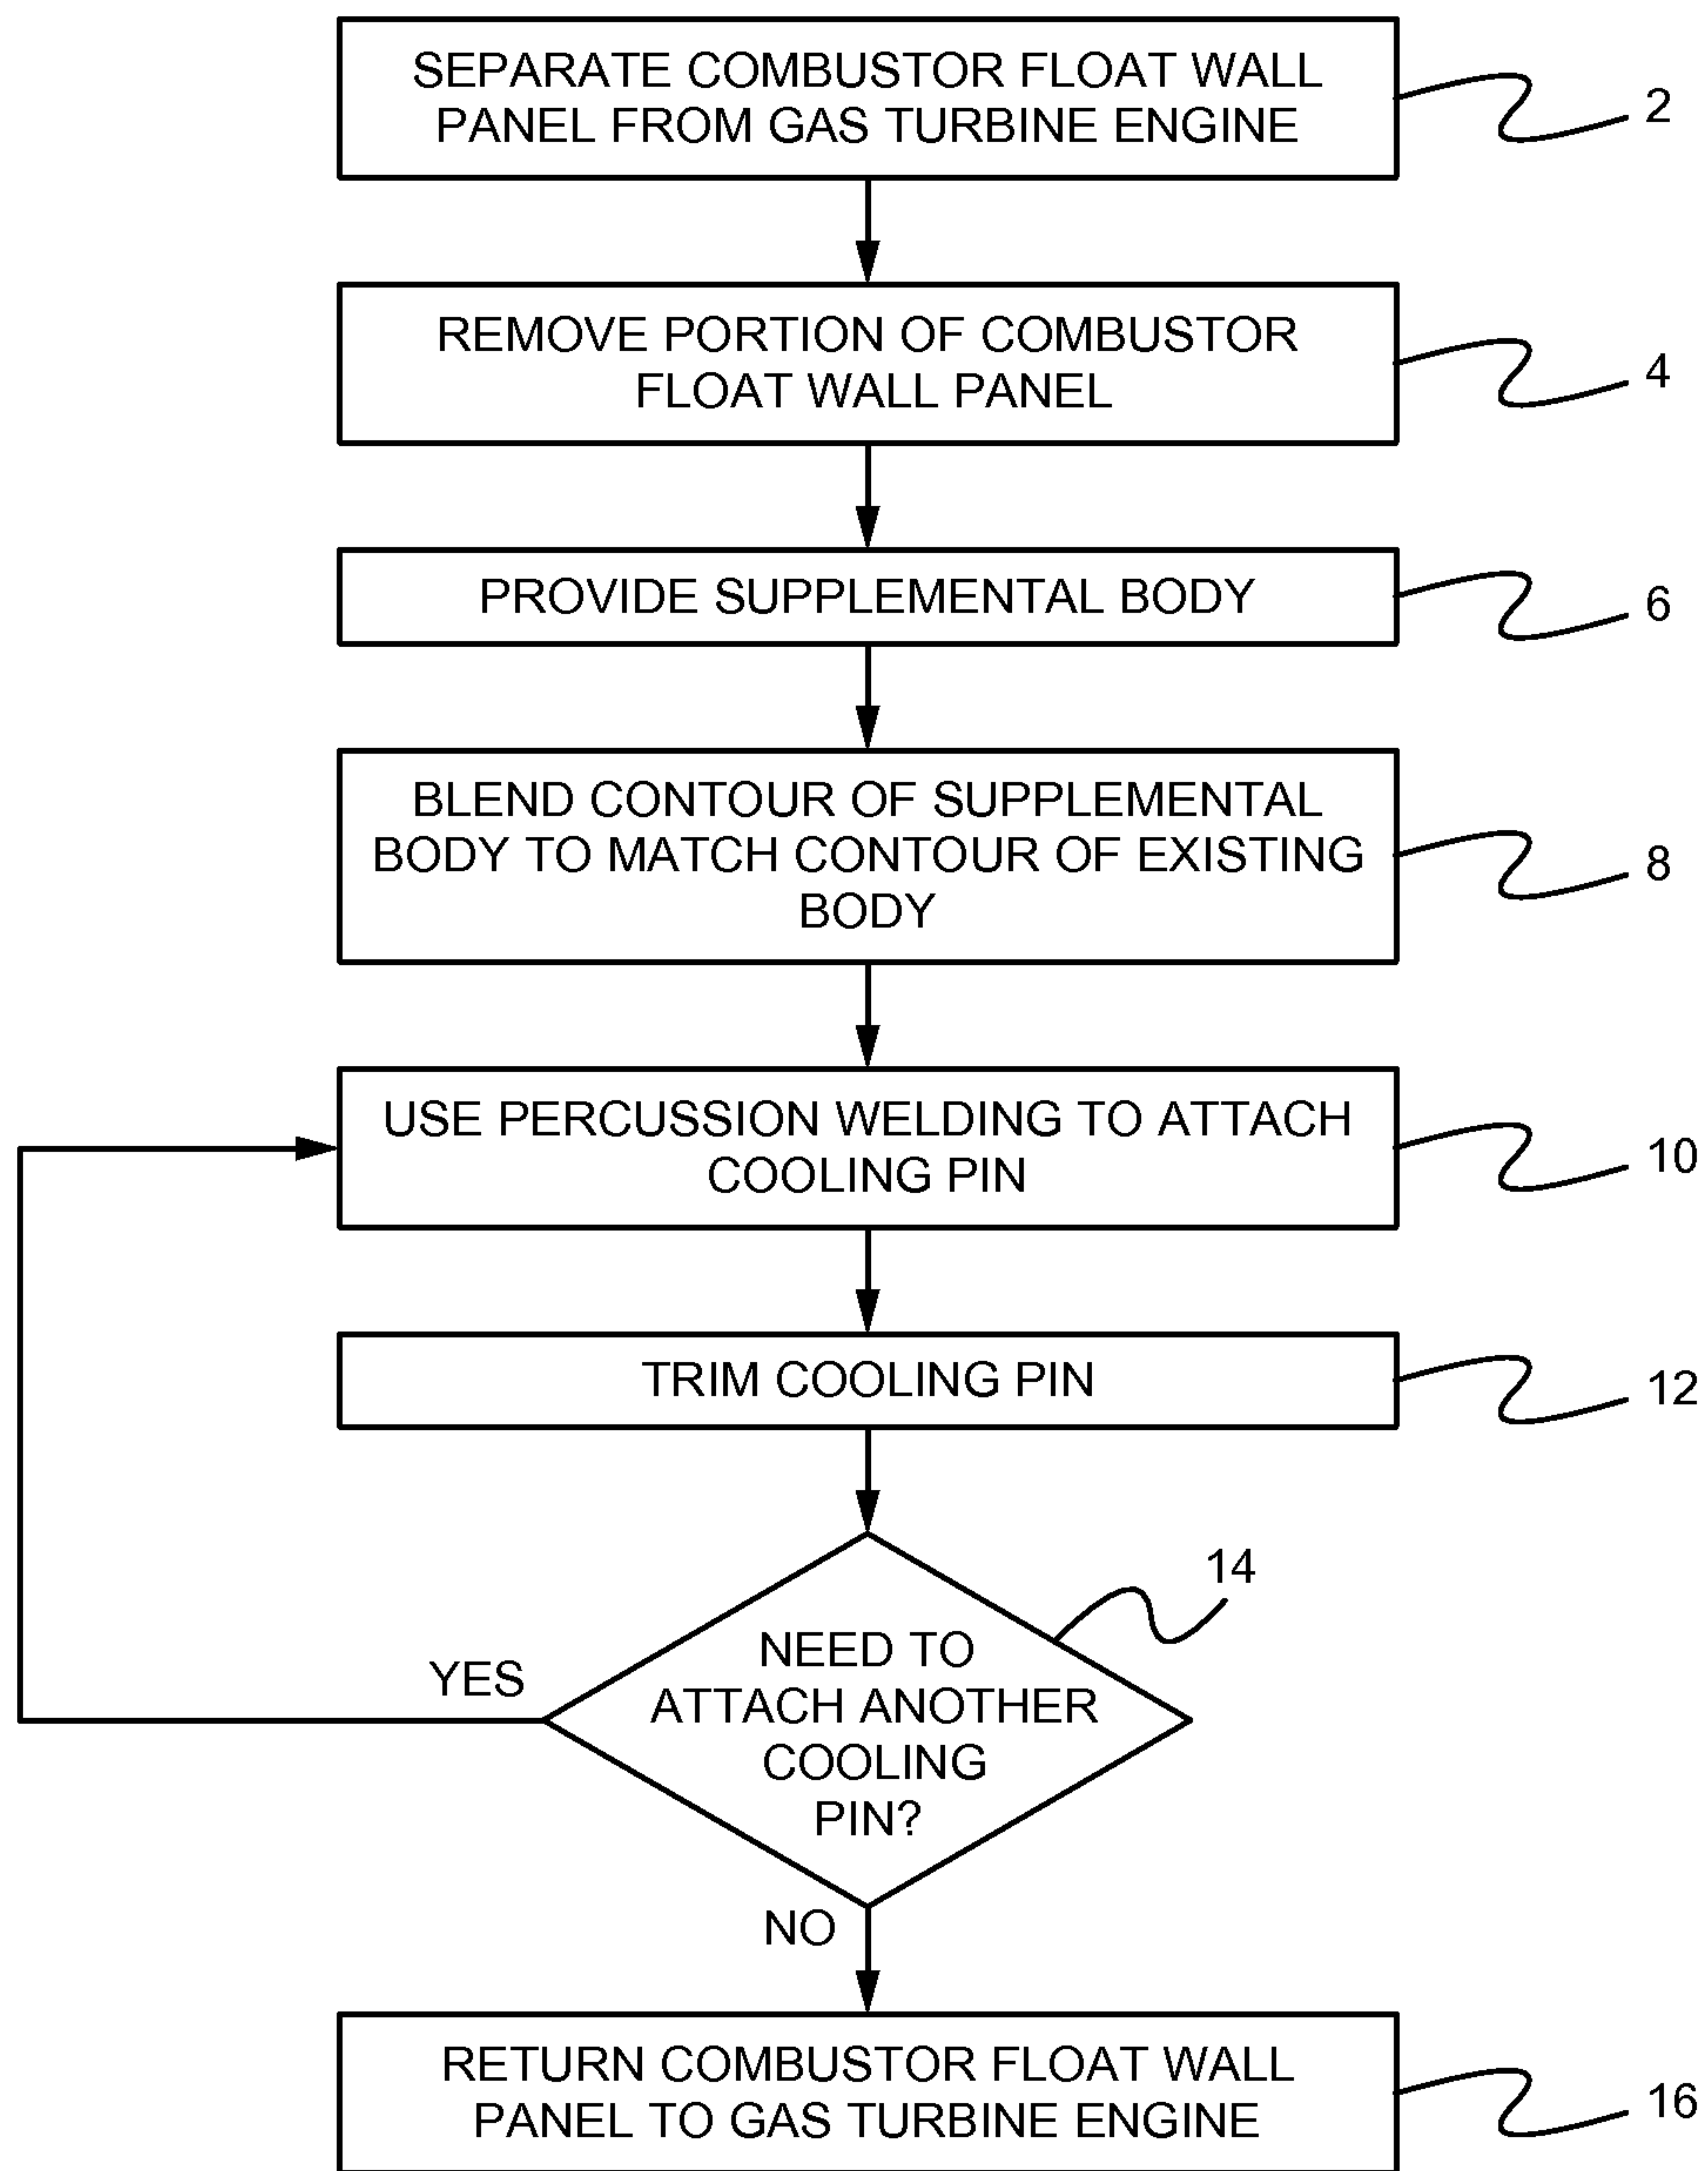 SEPARATE COMBUSTOR FLOAT WALL
PANEL FROM GAS TURBINE ENGINE
2
REMOVE PORTION OF COMBUSTOR
FLOAT WALL PANEL
4
PROVIDE SUPPLEMENTAL BODY
6
BLEND CONTOUR OF SUPPLEMENTAL
BODY TO MATCH CONTOUR OF EXISTING
BODY
8
USE PERCUSSION WELDING TO ATTACH
COOLING PIN
10
TRIM COOLING PIN
12
14
NEED TO
ATTACH ANOTHER
COOLING
PIN?
YES
NO
RETURN COMBUSTOR FLOAT WALL
PANEL TO GAS TURBINE ENGINE
16